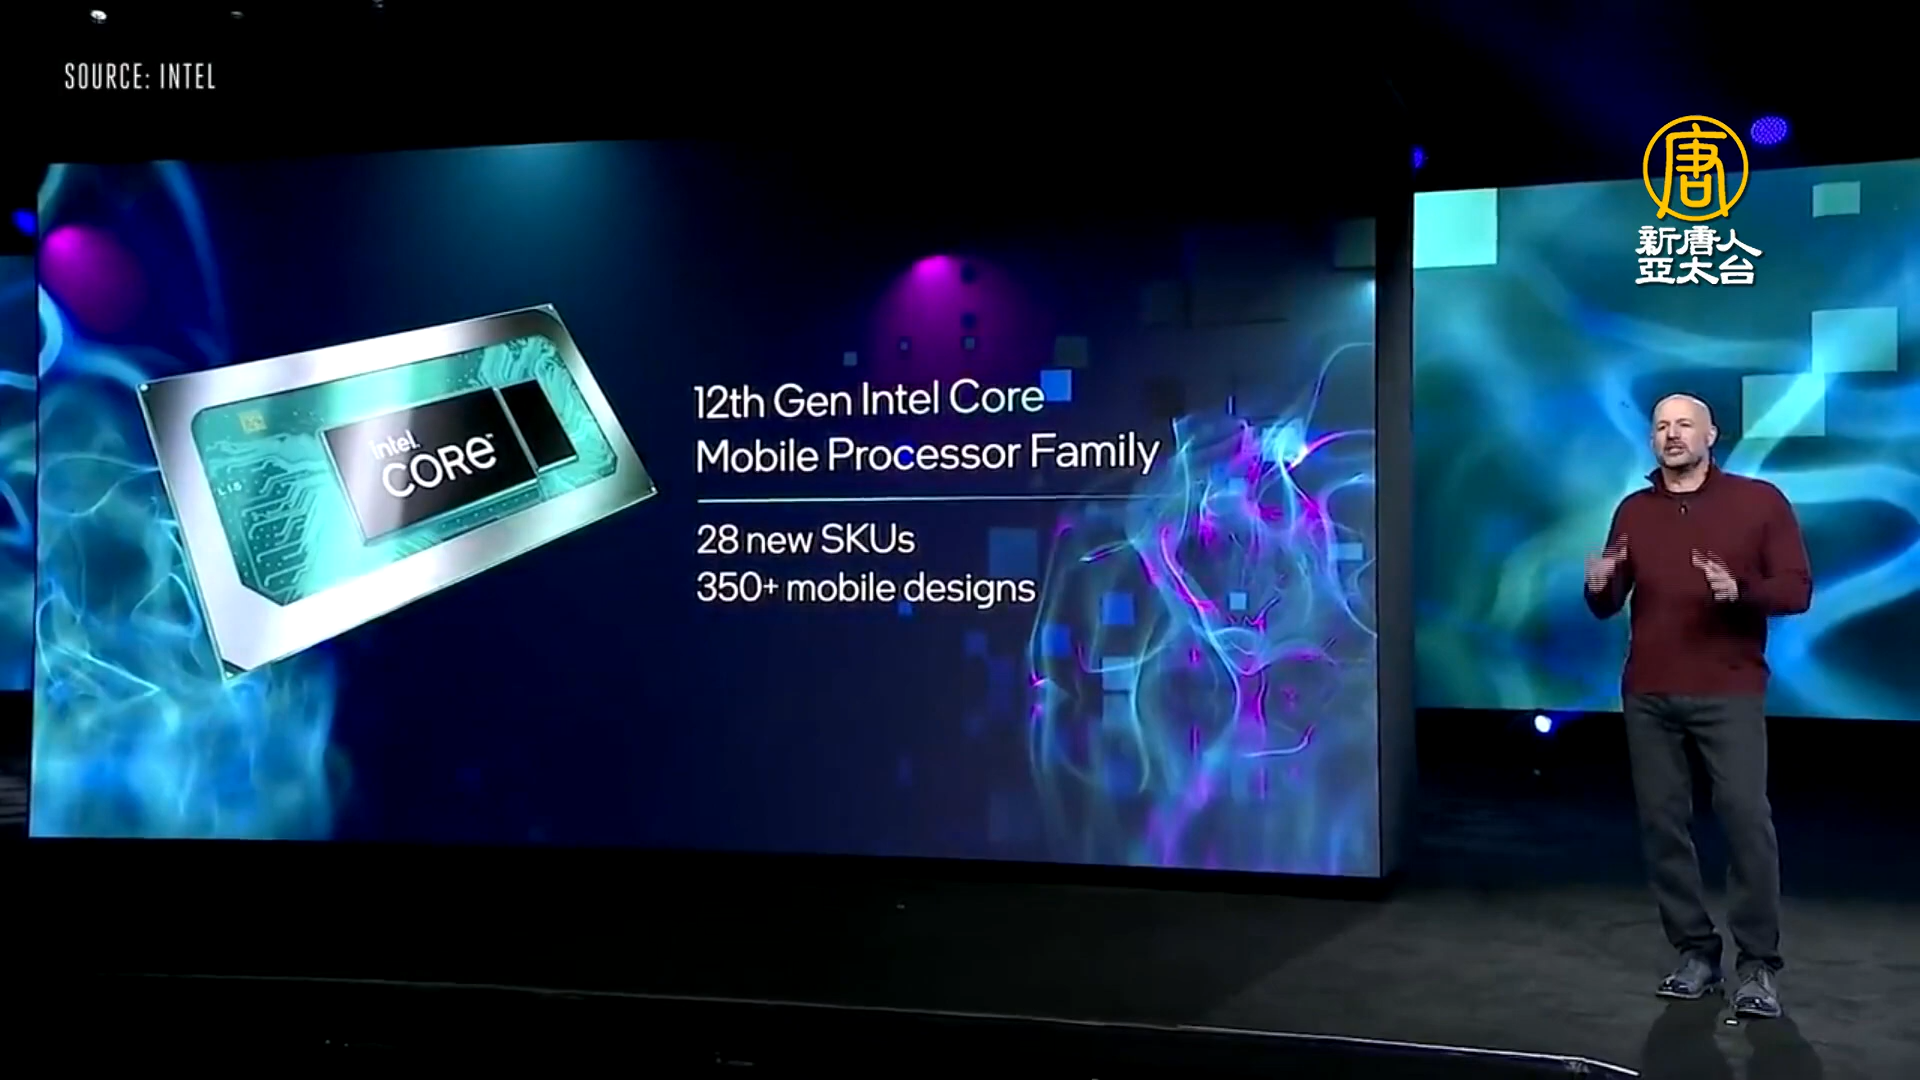 SOURCE: INTEL
唐
新唐人
亞太台
intel.
CORE™
12th Gen Intel Core
Mobile Processor Family
28 new SKUs
350+ mobile designs